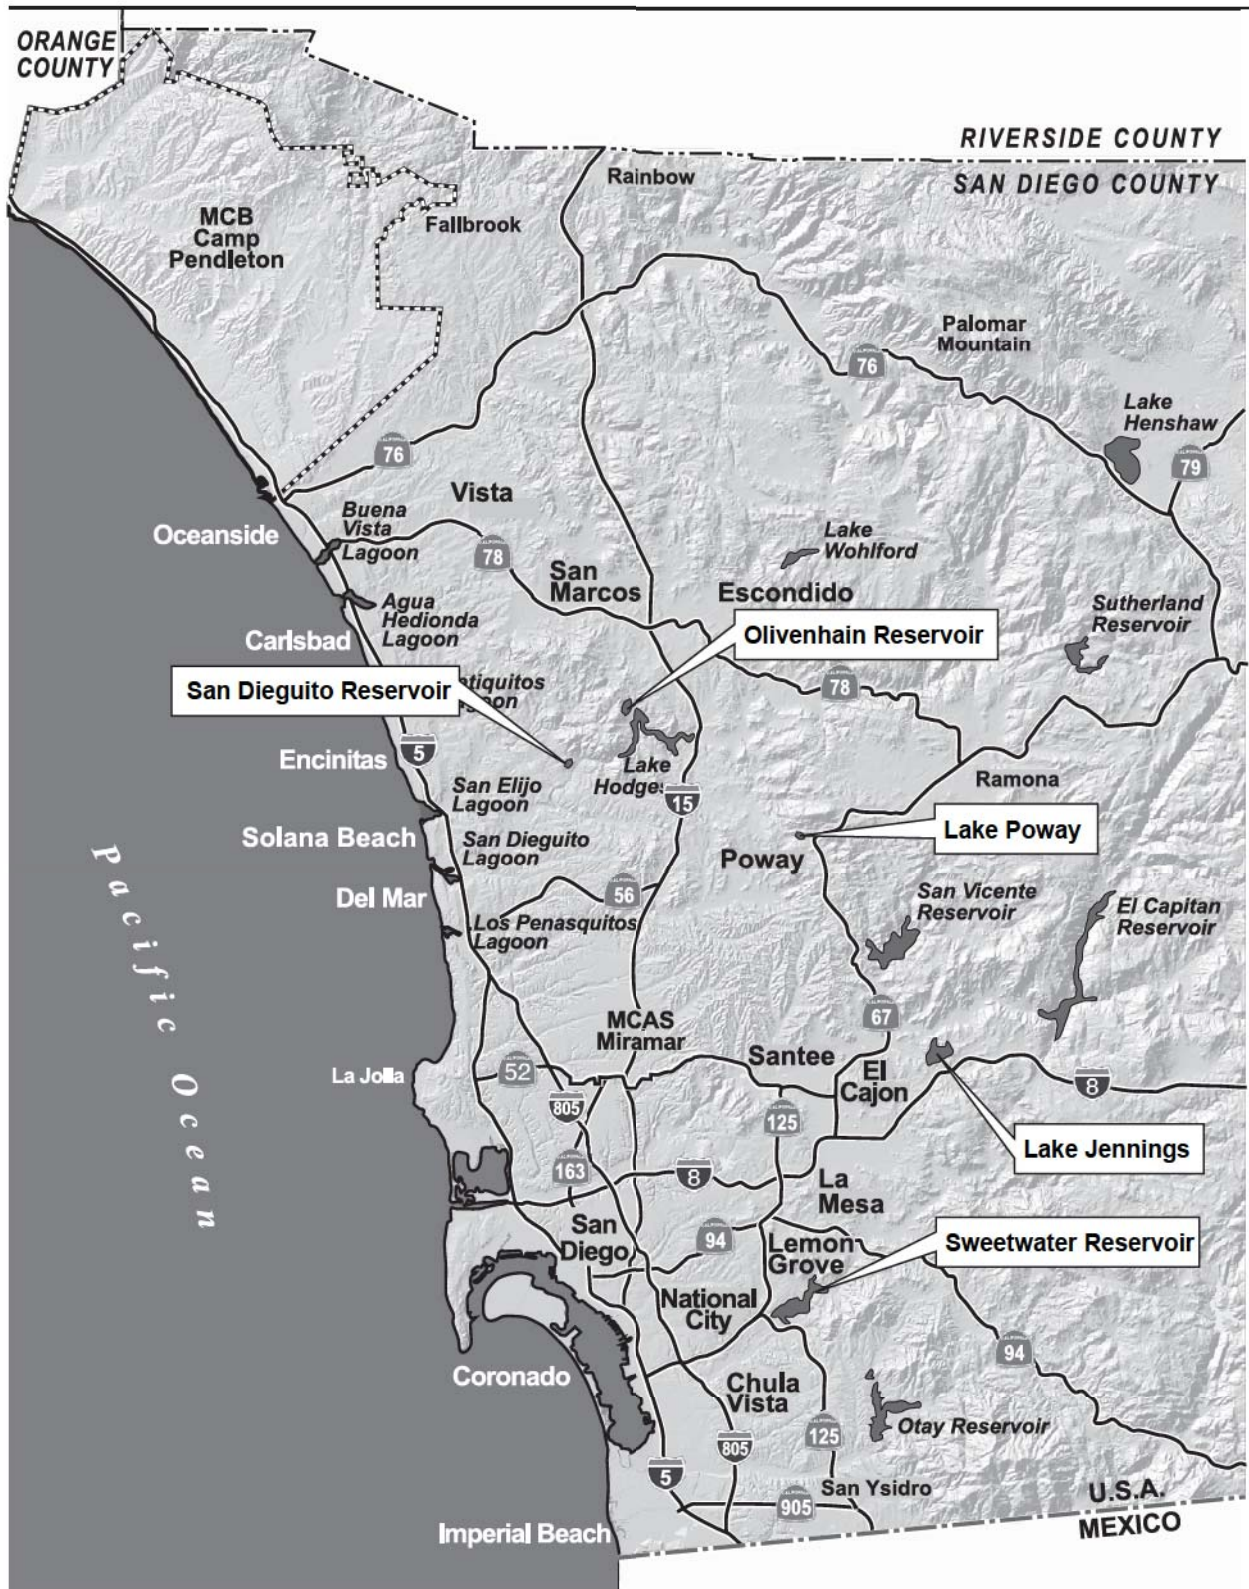 ORANGE
COUNTY
RIVERSIDE COUNTY
SAN DIEGO COUNTY
Rainbow
MCB
Camp
Pendleton
Fallbrook
Palomar
Mountain
76
Lake
Henshaw
79
76
Vista
Buena
Vista
Lagoon
Oceanside
78
Lake
Wohlford
San
Marcos
Escondido
Agua
Hedionda
Lagoon
Sutherland
Reservoir
Carlsbad
Olivenhain Reservoir
San Dieguito Reservoir
78
5
Encinitas
Lake
Hodges
15
Ramona
San Elijo
Lagoon
Solana Beach
San Dieguito
Lagoon
Lake Poway
Poway
Del Mar
56
San Vicente
Reservoir
El Capitan
Reservoir
Los Penasquitos
Lagoon
Pacific Ocean
MCAS
Miramar
67
Santee
El
Cajon
La Jolla
52
805
8
125
Lake Jennings
163
8
La
Mesa
San
Diego
94
Lemon
Grove
Sweetwater Reservoir
National
City
94
Coronado
Chula
Vista
Otay Reservoir
805
125
5
San Ysidro
905
U.S.A.
MEXICO
Imperial Beach